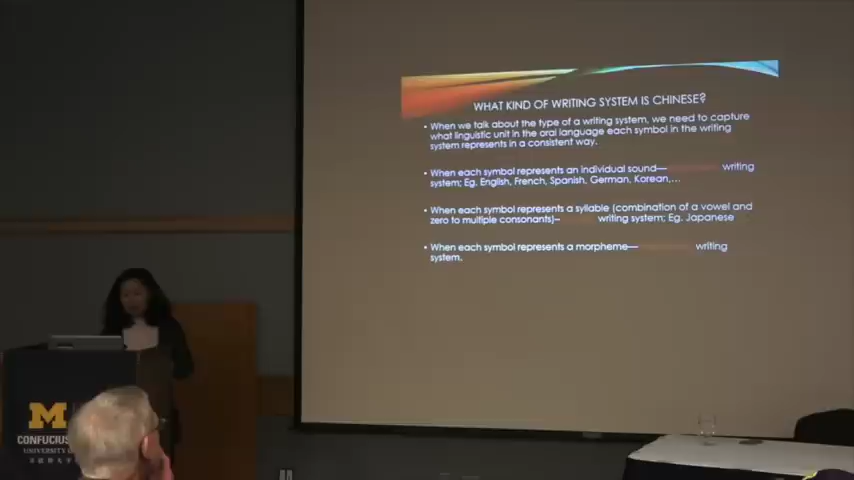 WHAT KIND OF WRITING SYSTEM IS CHINESE?
• When we talk about the type of a writing system, we need to capture
what linguistic unit in the oral language each symbol in the writing
system represents in a consistent way.
• When each symbol represents an individual sound— writing
system; Eg. English, French, Spanish, German, Korean,...
• When each symbol represents a syllable (combination of a vowel and
zero to multiple consonants)– writing system; Eg. Japanese
• When each symbol represents a morpheme— writing
system.
M
CONFUCIUS
UNIVERSITY